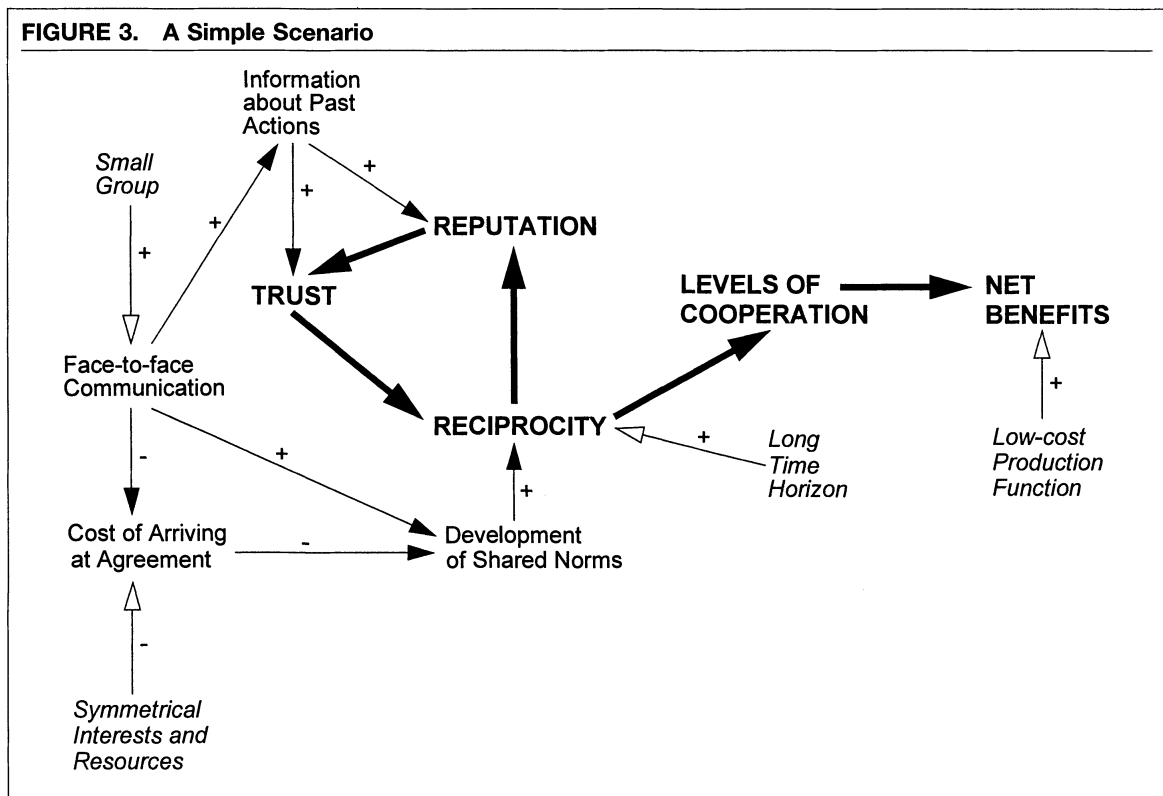 FIGURE 3. A Simple Scenario
Information
about Past
Actions
Small
Group
+
+
+
+
REPUTATION
TRUST
LEVELS OF
COOPERATION
NET
BENEFITS
Face-to-face
Communication
+
RECIPROCITY
+
Long
Time
Horizon
Low-cost
Production
Function
-
+
+
Cost of Arriving
at Agreement
-
Development
of Shared Norms
-
Symmetrical
Interests and
Resources